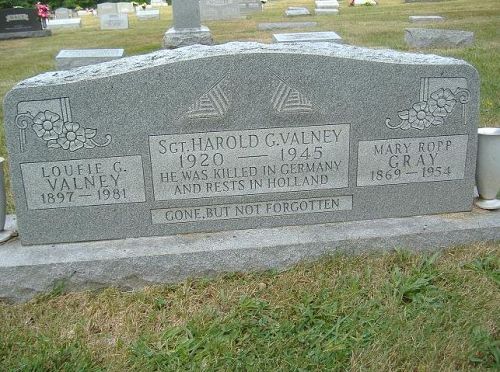 LOUFIE G.
VALNEY
1897 — 1981
SGT. HAROLD G. VALNEY
1920 — 1945
HE WAS KILLED IN GERMANY
AND RESTS IN HOLLAND
GONE, BUT NOT FORGOTTEN
MARY ROPP
GRAY
1869 — 1954